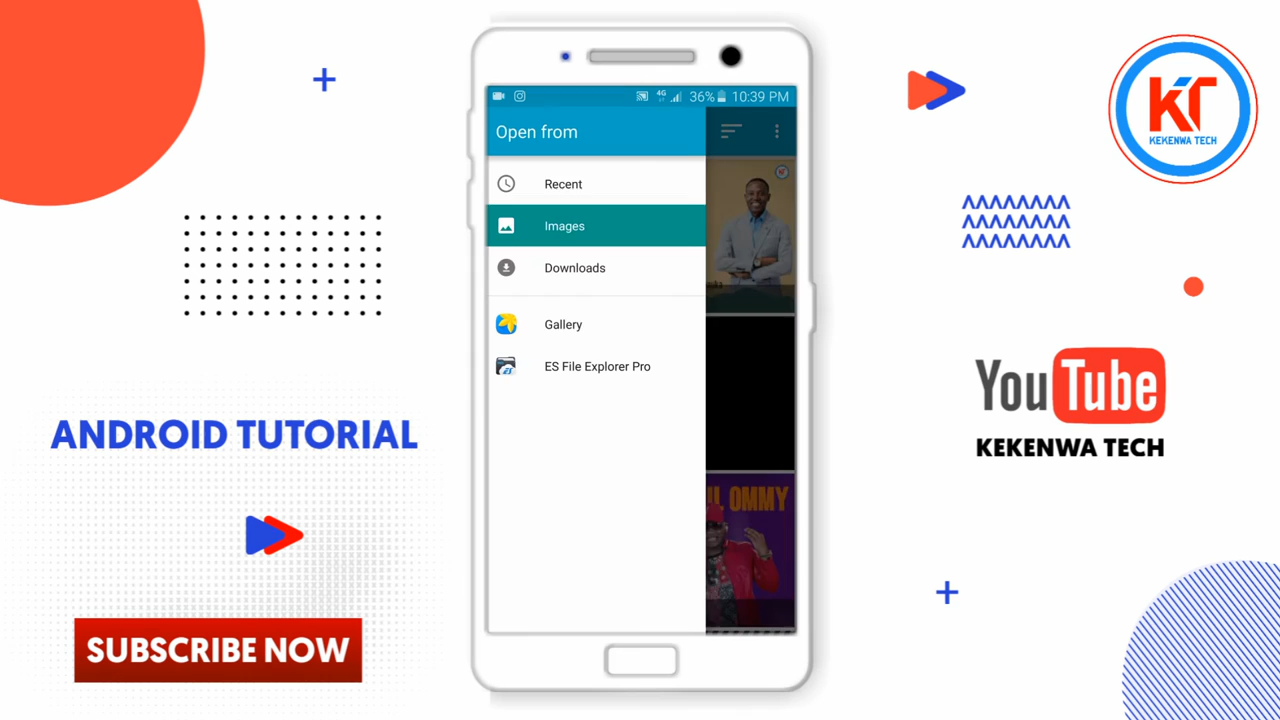 ANDROID TUTORIAL
SUBSCRIBE NOW
4G 36% 10:39 PM
Open from
Recent
Images
Downloads
Gallery
ES File Explorer Pro
OMMY
KT
KEKENWA TECH
YouTube
KEKENWA TECH